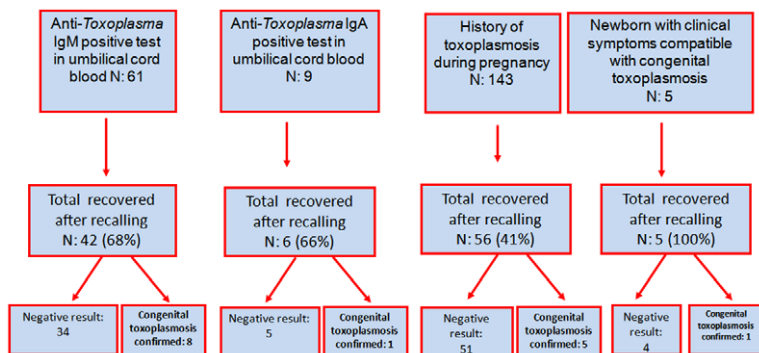 Anti-Toxoplasma
IgM positive test
in umbilical cord
blood N: 61
Anti-Toxoplasma IgA
positive test in
umbilical cord blood
N: 9
History of
toxoplasmosis
during pregnancy
N: 143
Newborn with clinical
symptoms compatible
with congenital
toxoplasmosis
N: 5
Total recovered
after recalling
N: 42 (68%)
Total recovered
after recalling
N: 6 (66%)
Total recovered
after recalling
N: 56 (41%)
Total recovered
after recalling
N: 5 (100%)
Negative result:
34
Congenital
toxoplasmosis
confirmed: 8
Negative result:
5
Congenital
toxoplasmosis
confirmed: 1
Negative
result:
51
Congenital
toxoplasmosis
confirmed: 5
Negative
result:
4
Congenital
toxoplasmosis
confirmed: 1